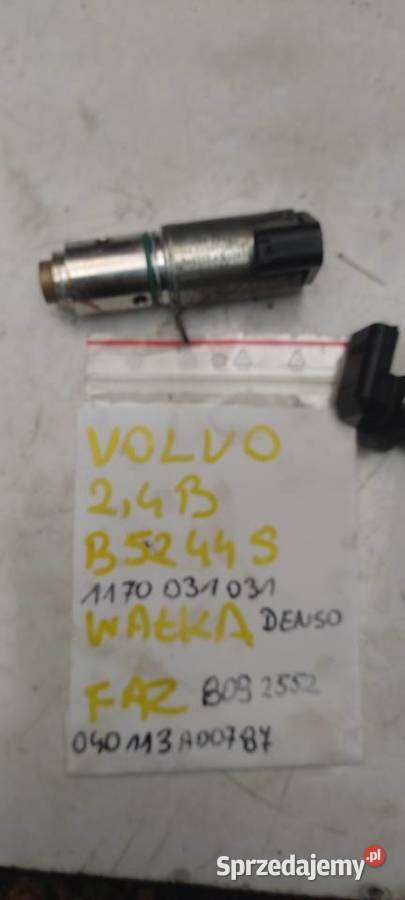 VOLVO
2,4B
B5244S
1170 031 031
WAŁKA DENSO
FAZ 8092552
040113A00787
Sprzedajemy.pl